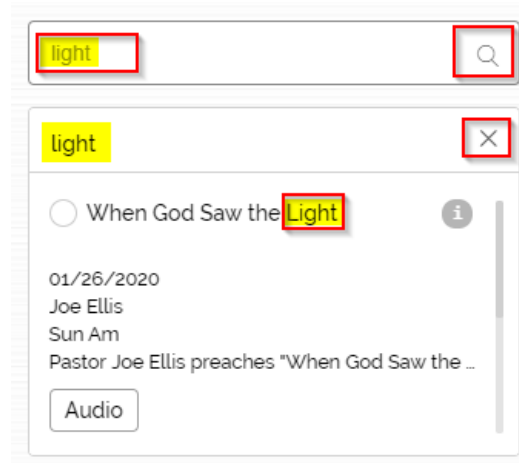 light
light
When God Saw the Light
01/26/2020
Joe Ellis
Sun Am
Pastor Joe Ellis preaches "When God Saw the ...
Audio